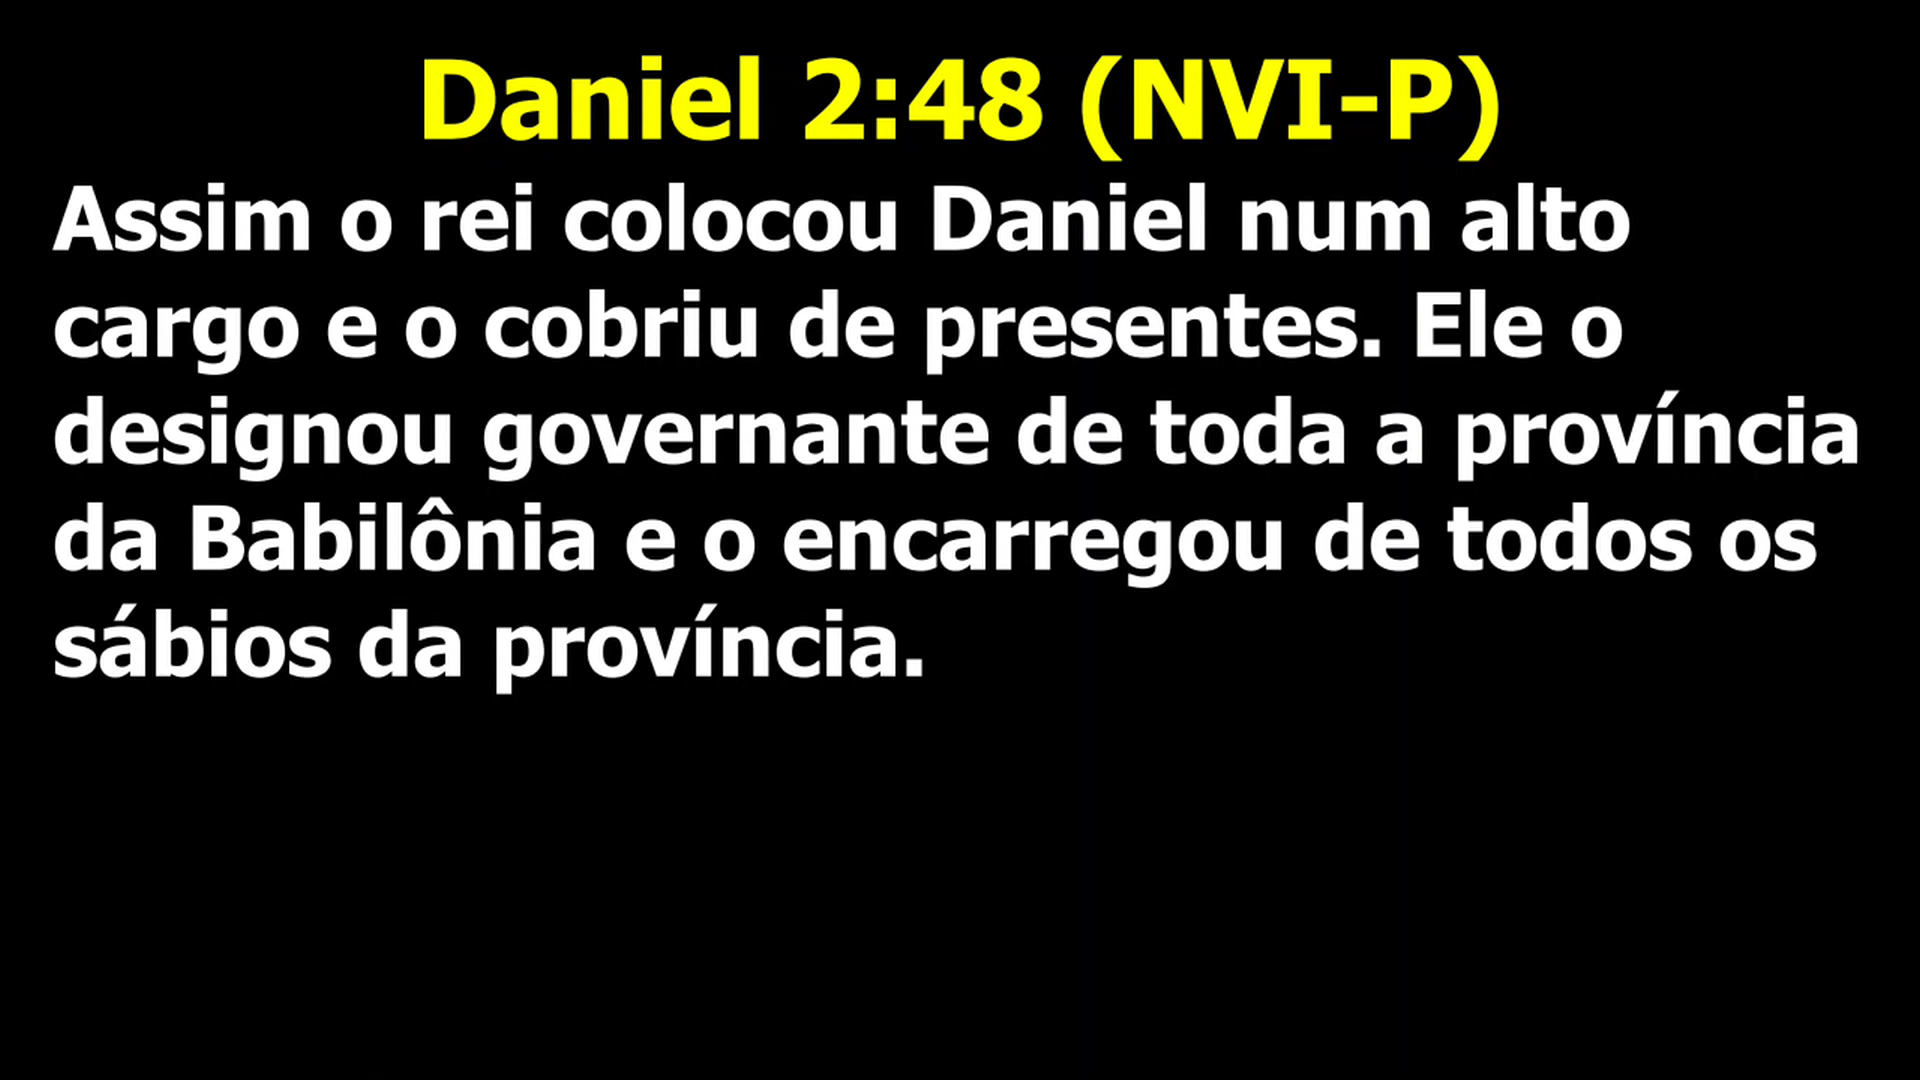 Daniel 2:48 (NVI-P)
Assim o rei colocou Daniel num alto
cargo e o cobriu de presentes. Ele o
designou governante de toda a província
da Babilônia e o encarregou de todos os
sábios da província.